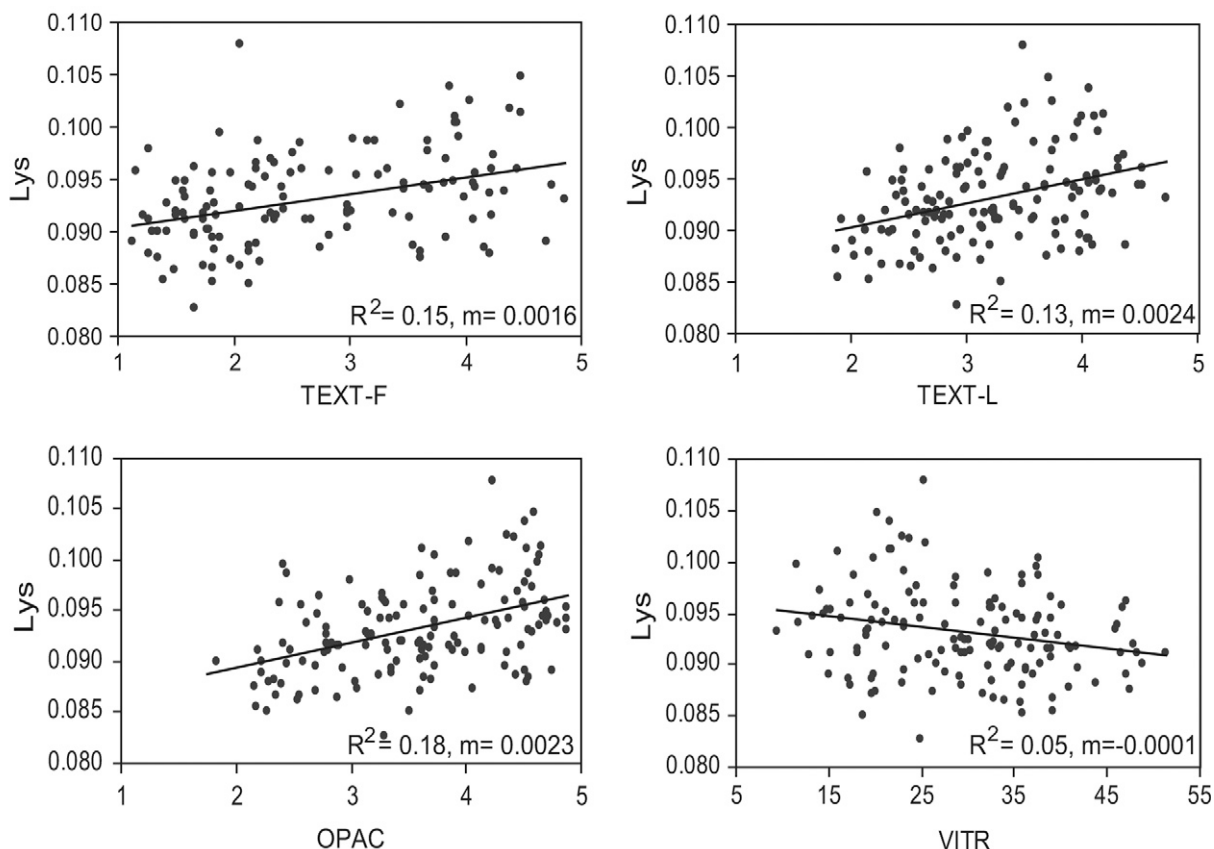 0.110
0.105
0.100
0.095
0.090
0.085
0.080
Lys
R²= 0.15, m= 0.0016
1 2 3 4 5
TEXT-F
0.110
0.105
0.100
0.095
0.090
0.085
0.080
Lys
R²= 0.13, m= 0.0024
1 2 3 4 5
TEXT-L
0.110
0.105
0.100
0.095
0.090
0.085
0.080
Lys
R²= 0.18, m= 0.0023
1 2 3 4 5
OPAC
0.110
0.105
0.100
0.095
0.090
0.085
0.080
Lys
R²= 0.05, m=-0.0001
5 15 25 35 45 55
VITR